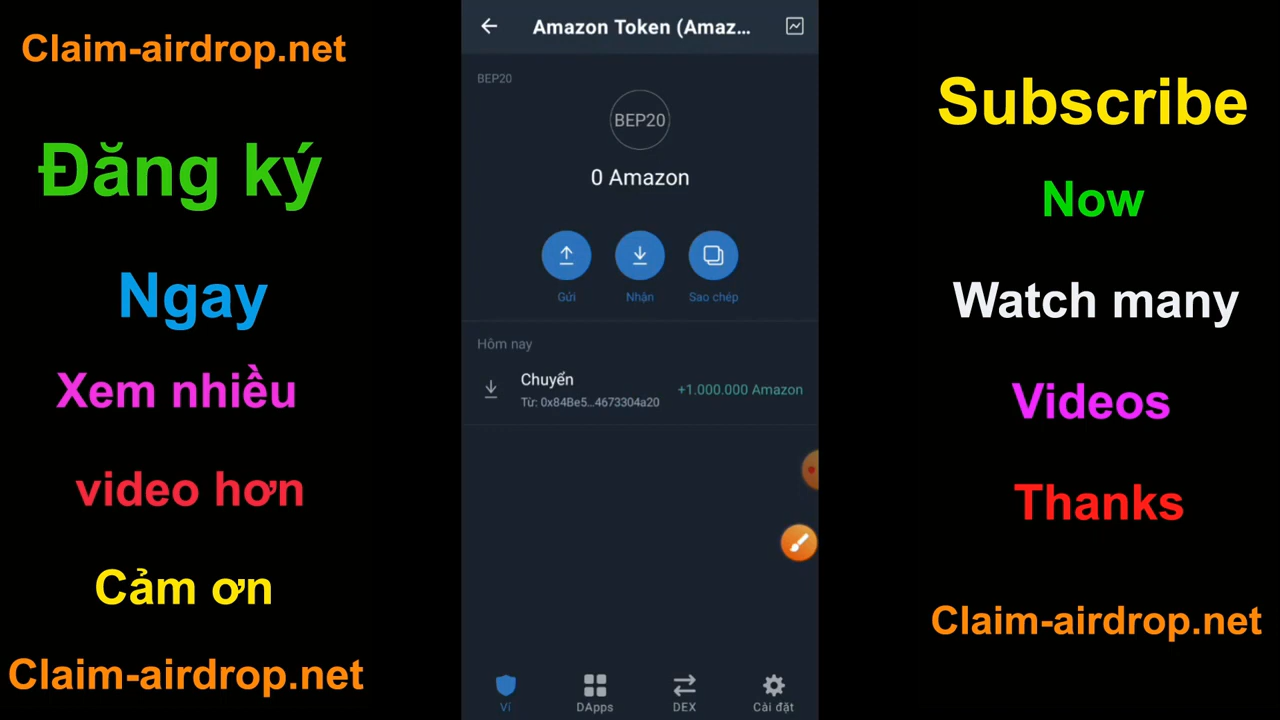 Claim-airdrop.net
Đăng ký
Ngay
Xem nhiều
video hơn
Cảm ơn
Claim-airdrop.net
Amazon Token (Amaz...
BEP20
BEP20
0 Amazon
Gửi
Nhận
Sao chép
Hôm nay
Chuyển
+1.000.000 Amazon
Từ: 0x84Be5...4673304a20
Ví
DApps
DEX
Cài đặt
Subscribe
Now
Watch many
Videos
Thanks
Claim-airdrop.net